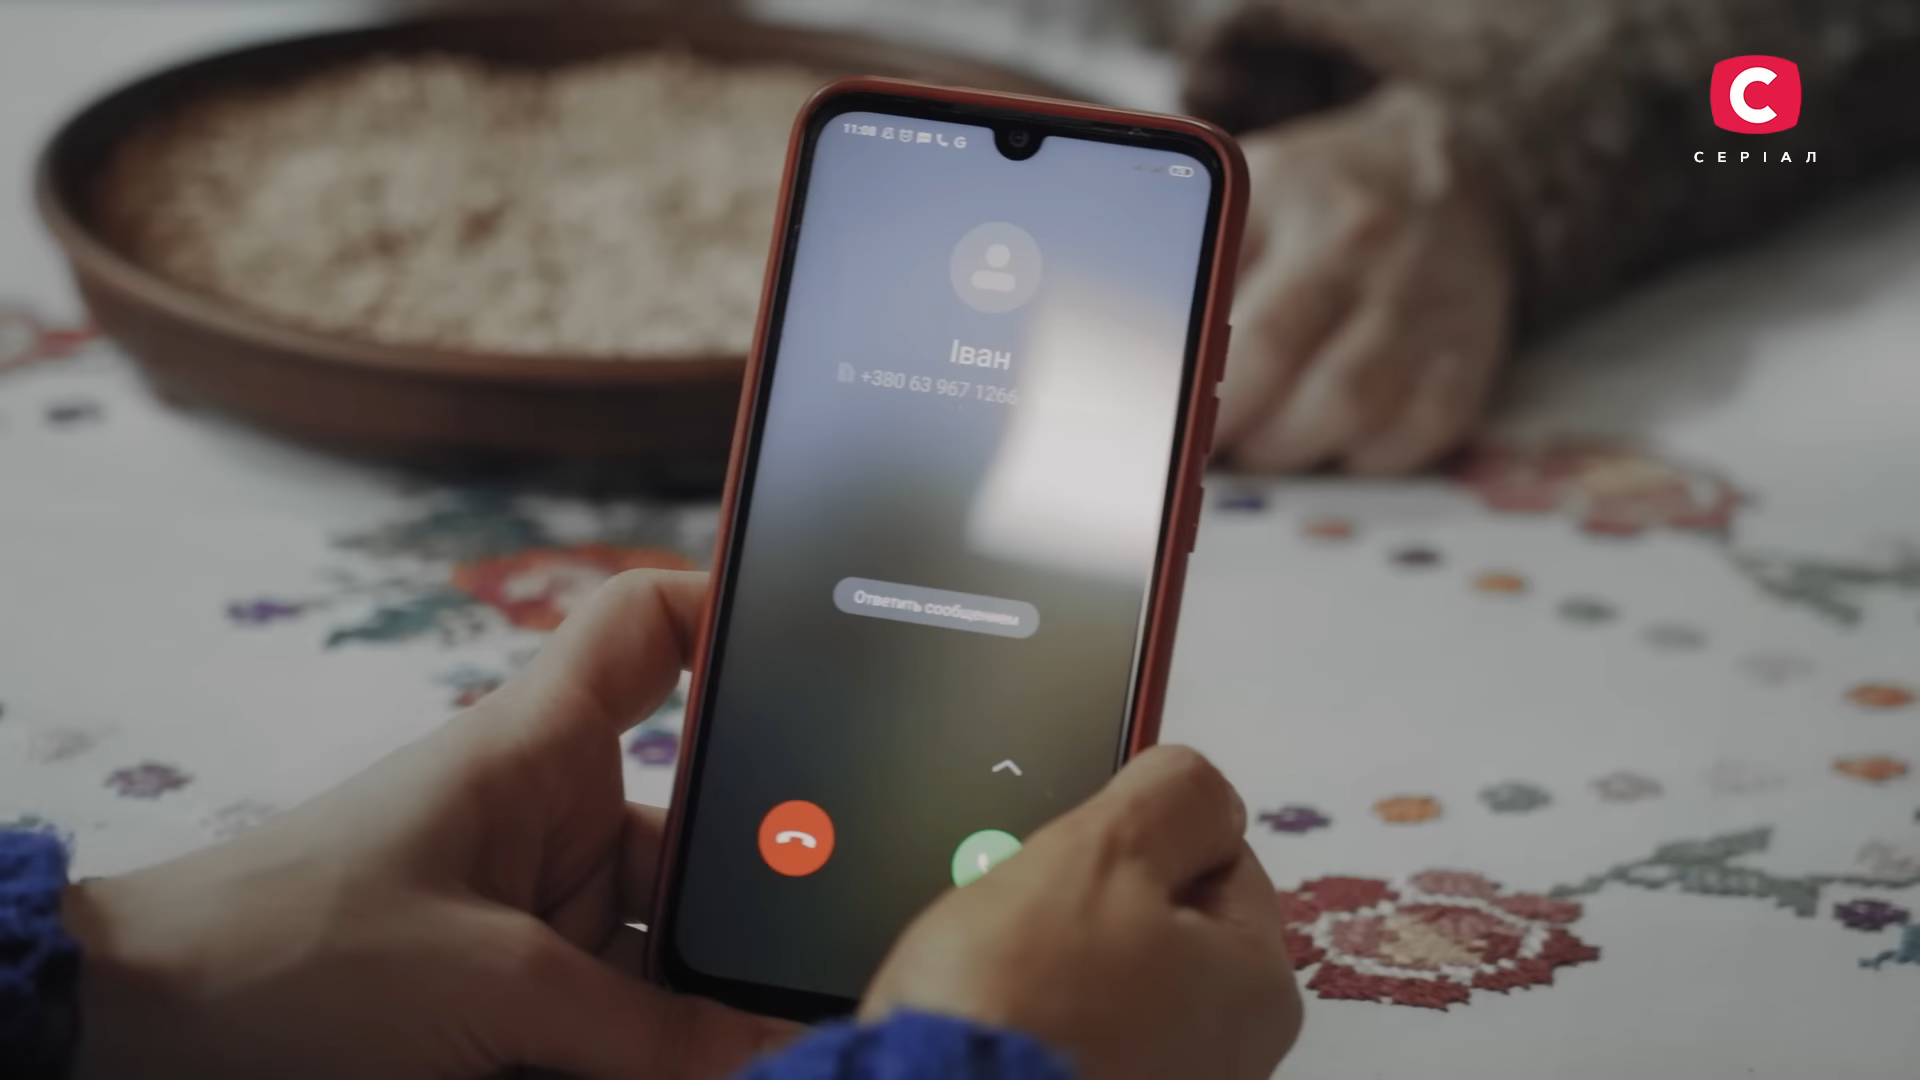 11:08
Іван
+380 63 967 1266
Ответить сообщением
С
СЕРІАЛ